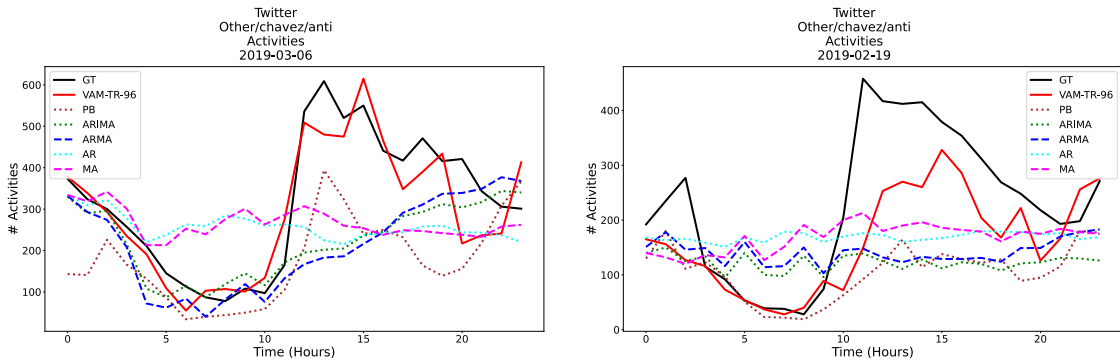 Twitter
Other/chavez/anti
Activities
2019-03-06
# Activities
600
500
400
300
200
100
GT
VAM-TR-96
PB
ARIMA
ARMA
AR
MA
0
5
10
15
20
Time (Hours)
Twitter
Other/chavez/anti
Activities
2019-02-19
# Activities
400
300
200
100
0
GT
VAM-TR-96
PB
ARIMA
ARMA
AR
MA
0
5
10
15
20
Time (Hours)